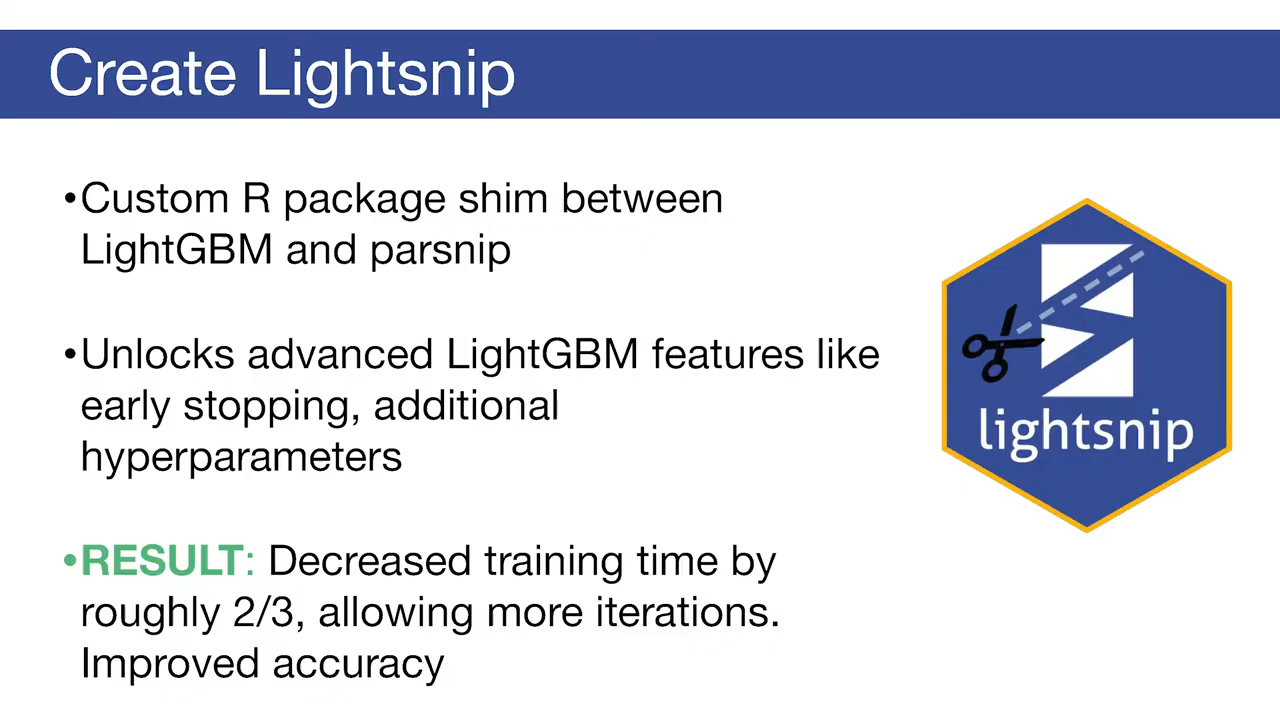 Create Lightsnip
•Custom R package shim between
LightGBM and parsnip
•Unlocks advanced LightGBM features like
early stopping, additional
hyperparameters
•RESULT: Decreased training time by
roughly 2/3, allowing more iterations.
Improved accuracy
lightsnip